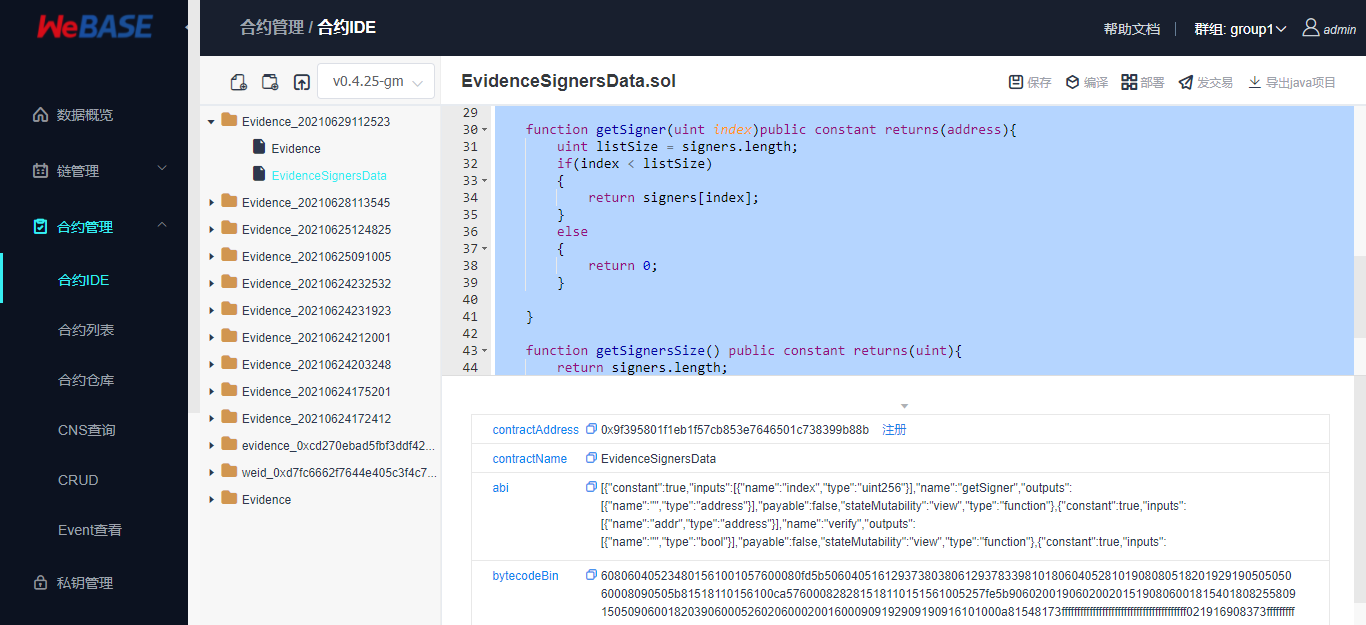 WeBASE
合约管理 / 合约IDE
帮助文档
群组: group1
admin
数据概览
链管理
合约管理
合约IDE
合约列表
合约仓库
CNS查询
CRUD
Event查看
私钥管理
v0.4.25-gm
Evidence_20210629112523
Evidence
EvidenceSignersData
Evidence_20210628113545
Evidence_20210625124825
Evidence_20210625091005
Evidence_20210624232532
Evidence_20210624231923
Evidence_20210624212001
Evidence_20210624203248
Evidence_20210624175201
Evidence_20210624172412
evidence_0xcd270ebad5fbf3ddf42...
weid_0xd7fc6662f7644e405c3f4c7...
Evidence
EvidenceSignersData.sol
保存
编译
部署
发交易
导出java项目
29
30 function getSigner(uint index)public constant returns(address){
31 uint listSize = signers.length;
32 if(index < listSize)
33 {
34 return signers[index];
35 }
36 else
37 {
38 return 0;
39 }
40
41 }
42
43 function getSignersSize() public constant returns(uint){
44 return signers.length;
contractAddress 0x9f395801f1eb1f57cb853e7646501c738399b88b 注册
contractName EvidenceSignersData
abi [{"constant":true,"inputs":[{"name":"index","type":"uint256"}],"name":"getSigner","outputs":
[{"name":"","type":"address"}],"payable":false,"stateMutability":"view","type":"function"},{"constant":true,"inputs":
[{"name":"addr","type":"address"}],"name":"verify","outputs":
[{"name":"","type":"bool"}],"payable":false,"stateMutability":"view","type":"function"},{"constant":true,"inputs":
bytecodeBin